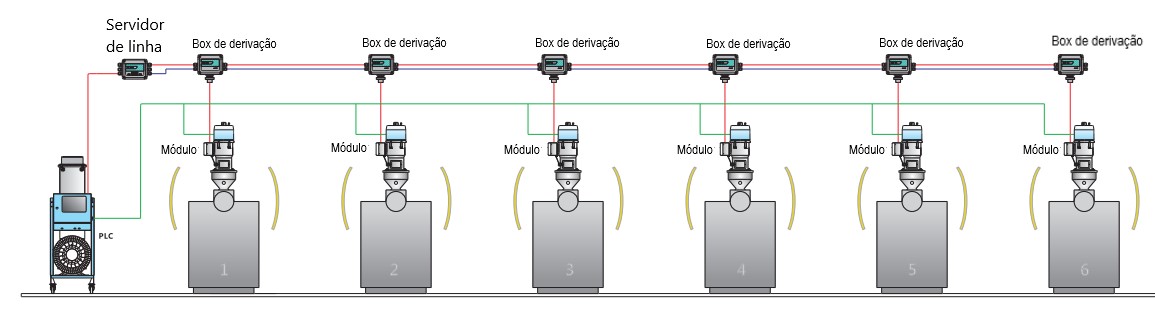 Servidor
de linha
Box de derivação
Box de derivação
Box de derivação
Box de derivação
Box de derivação
Box de derivação
Módulo
Módulo
Módulo
Módulo
Módulo
Módulo
PLC
1
2
3
4
5
6